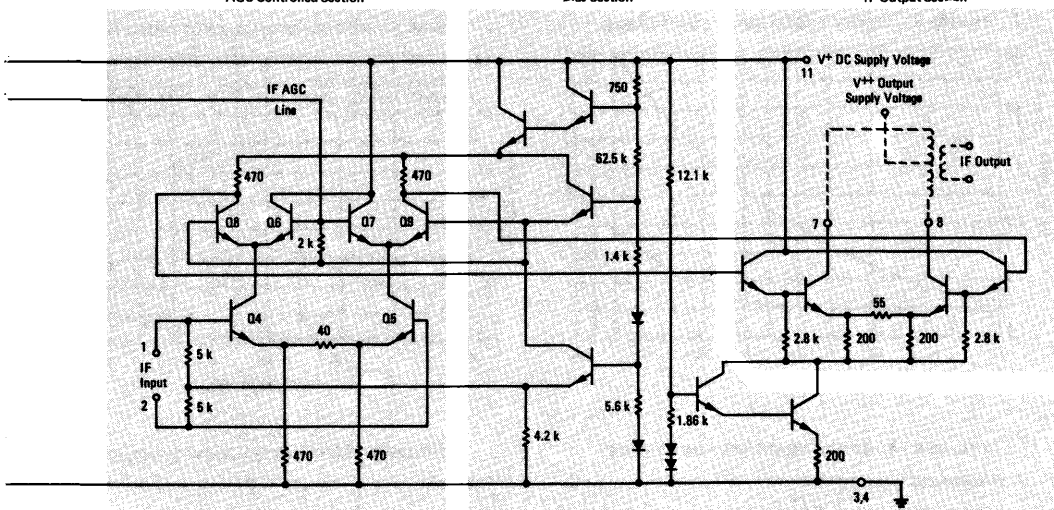 V+ DC Supply Voltage
11
V++ Output
Supply Voltage
IF AGC
Line
750
62.5 k
12.1 k
IF Output
470
470
Q8
Q6
Q7
Q9
2 k
7
8
1.4 k
Q4
Q5
40
55
2.8 k
200
200
2.8 k
1
5 k
IF
Input
2
5 k
5.6 k
1.86 k
4.2 k
470
470
200
3,4